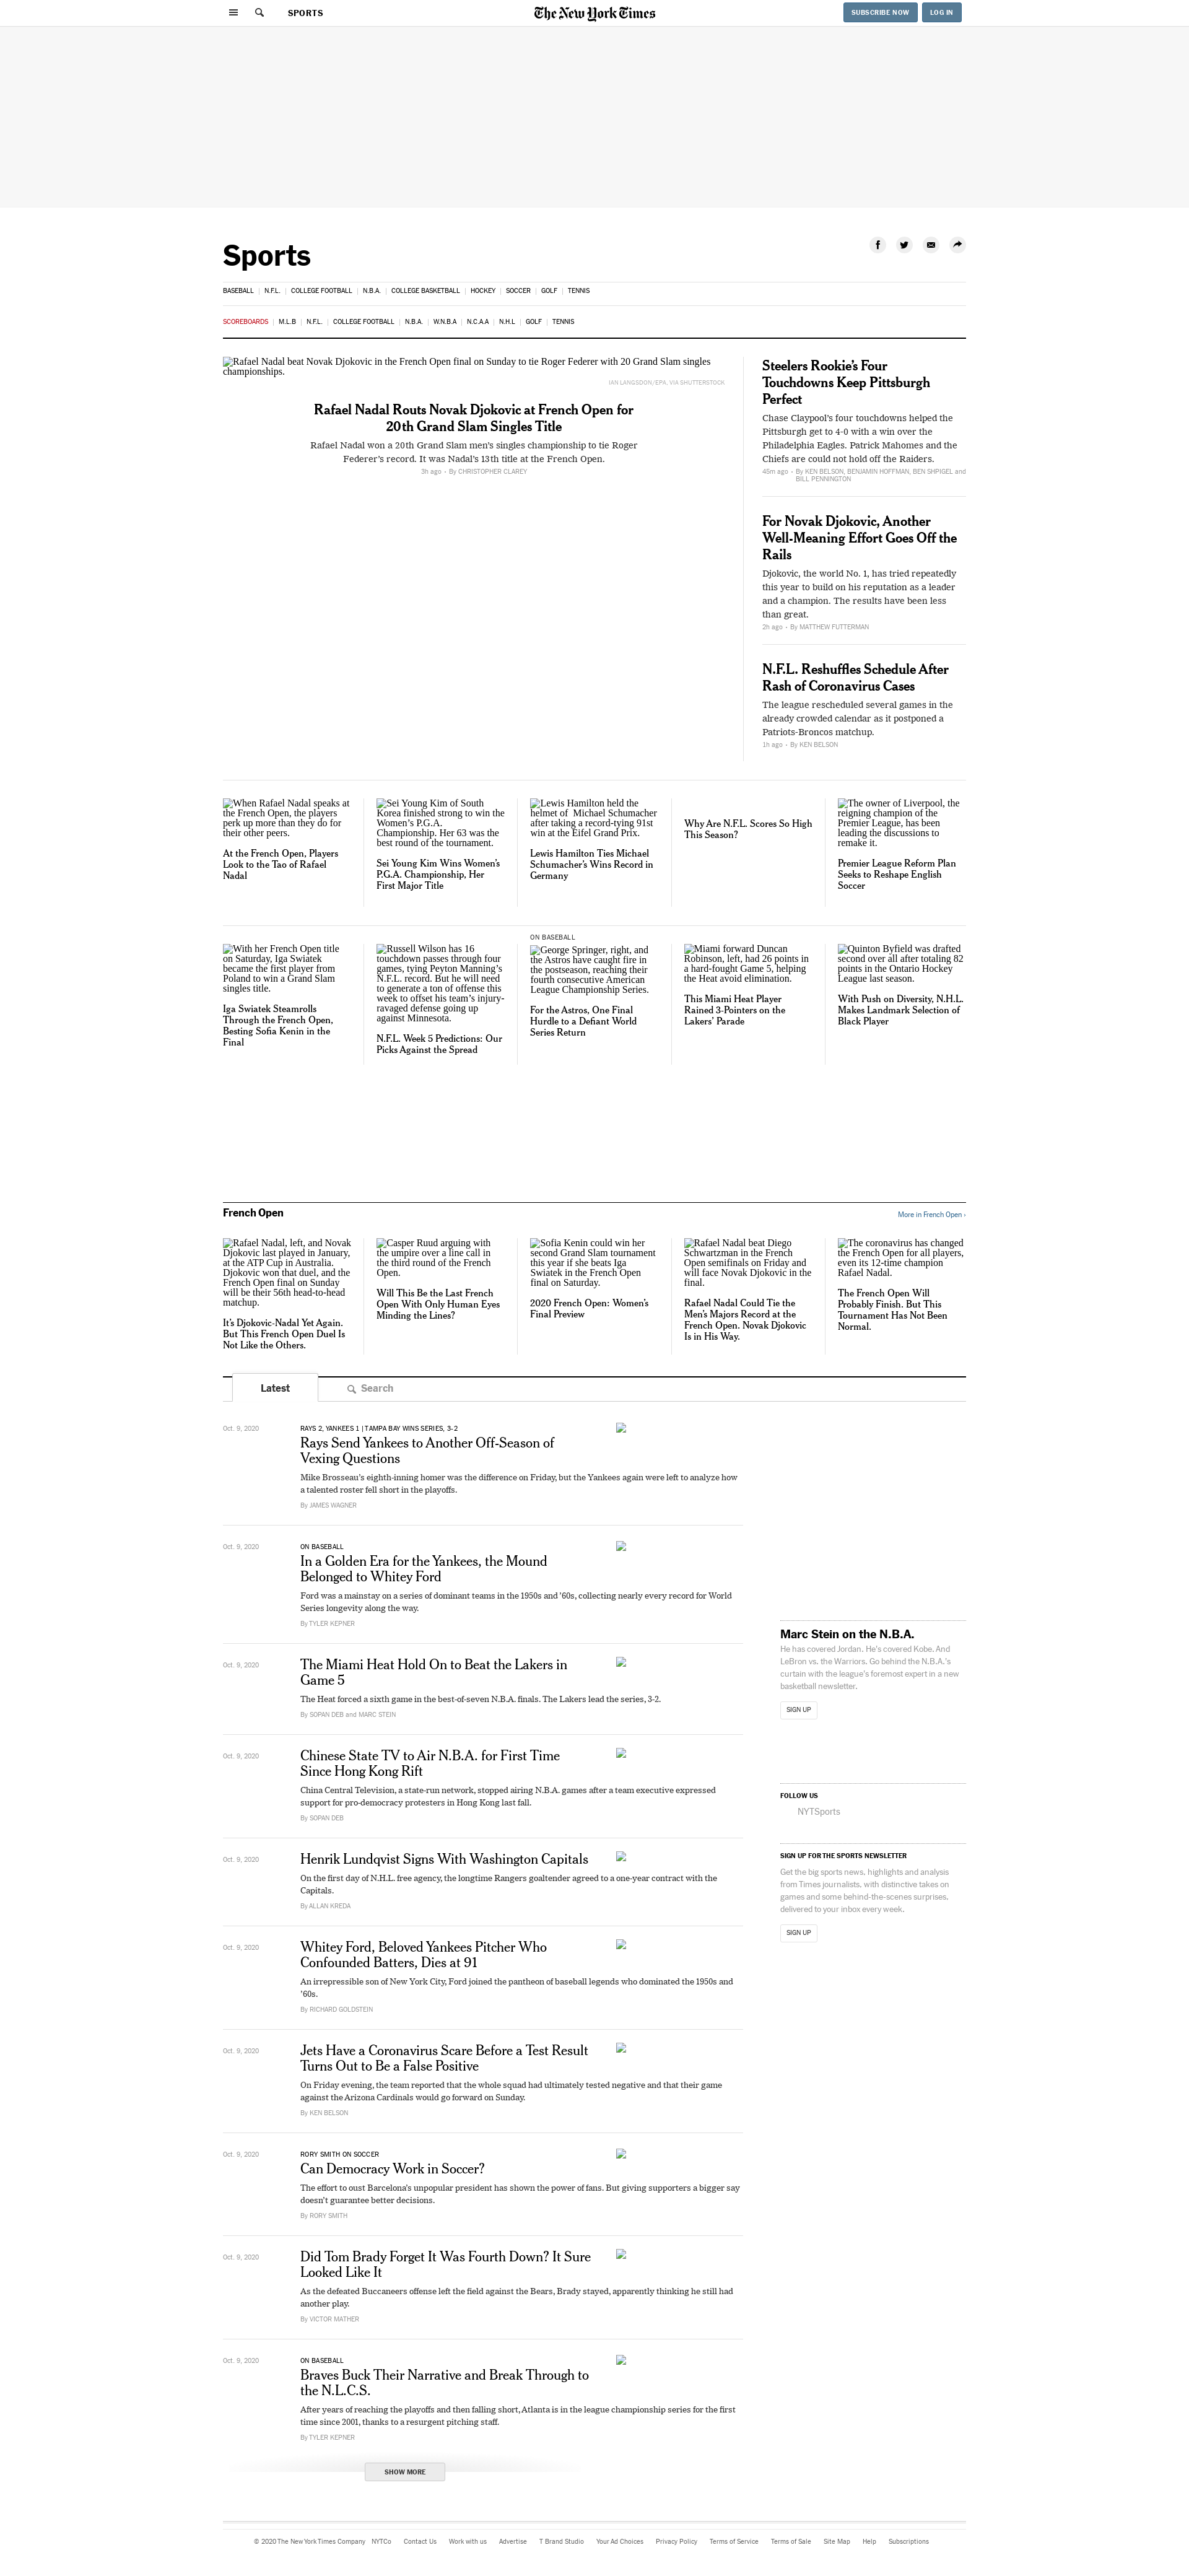 SPORTS
The New York Times
SUBSCRIBE NOW
LOG IN
Sports
BASEBALL | N.F.L. | COLLEGE FOOTBALL | N.B.A. | COLLEGE BASKETBALL | HOCKEY | SOCCER | GOLF | TENNIS
SCOREBOARDS | M.L.B | N.F.L. | COLLEGE FOOTBALL | N.B.A. | W.N.B.A | N.C.A.A | N.H.L | GOLF | TENNIS
Rafael Nadal beat Novak Djokovic in the French Open final on Sunday to tie Roger Federer with 20 Grand Slam singles
championships.
IAN LANGSDON/EPA, VIA SHUTTERSTOCK
Rafael Nadal Routs Novak Djokovic at French Open for
20th Grand Slam Singles Title
Rafael Nadal won a 20th Grand Slam men's singles championship to tie Roger
Federer's record. It was Nadal's 13th title at the French Open.
3h ago - By CHRISTOPHER CLAREY
Steelers Rookie's Four
Touchdowns Keep Pittsburgh
Perfect
Chase Claypool's four touchdowns helped the
Pittsburgh get to 4-0 with a win over the
Philadelphia Eagles. Patrick Mahomes and the
Chiefs are could not hold off the Raiders.
45m ago - By KEN BELSON, BENJAMIN HOFFMAN, BEN SHPIGEL and
BILL PENNINGTON
For Novak Djokovic, Another
Well-Meaning Effort Goes Off the
Rails
Djokovic, the world No. 1, has tried repeatedly
this year to build on his reputation as a leader
and a champion. The results have been less
than great.
2h ago - By MATTHEW FUTTERMAN
N.F.L. Reshuffles Schedule After
Rash of Coronavirus Cases
The league rescheduled several games in the
already crowded calendar as it postponed a
Patriots-Broncos matchup.
1h ago - By KEN BELSON
When Rafael Nadal speaks at
the French Open, the players
perk up more than they do for
their other peers.
At the French Open, Players
Look to the Tao of Rafael
Nadal
Sei Young Kim of South
Korea finished strong to win the
Women's P.G.A.
Championship. Her 63 was the
best round of the tournament.
Sei Young Kim Wins Women's
P.G.A. Championship, Her
First Major Title
Lewis Hamilton held the
helmet of Michael Schumacher
after taking a record-tying 91st
win at the Eifel Grand Prix.
Lewis Hamilton Ties Michael
Schumacher's Wins Record in
Germany
Why Are N.F.L. Scores So High
This Season?
The owner of Liverpool, the
reigning champion of the
Premier League, has been
leading the discussions to
remake it.
Premier League Reform Plan
Seeks to Reshape English
Soccer
With her French Open title
on Saturday, Iga Swiatek
became the first player from
Poland to win a Grand Slam
singles title.
Iga Swiatek Steamrolls
Through the French Open,
Besting Sofia Kenin in the
Final
Russell Wilson has 16
touchdown passes through four
games, tying Peyton Manning's
N.F.L. record. But he will need
to generate a ton of offense this
week to offset his team's injury-
ravaged defense going up
against Minnesota.
N.F.L. Week 5 Predictions: Our
Picks Against the Spread
ON BASEBALL
George Springer, right, and
the Astros have caught fire in
the postseason, reaching their
fourth consecutive American
League Championship Series.
For the Astros, One Final
Hurdle to a Defiant World
Series Return
Miami forward Duncan
Robinson, left, had 26 points in
a hard-fought Game 5, helping
the Heat avoid elimination.
This Miami Heat Player
Rained 3-Pointers on the
Lakers' Parade
Quinton Byfield was drafted
second over all after totaling 82
points in the Ontario Hockey
League last season.
With Push on Diversity, N.H.L.
Makes Landmark Selection of
Black Player
French Open
More in French Open ›
Rafael Nadal, left, and Novak
Djokovic last played in January,
at the ATP Cup in Australia.
Djokovic won that duel, and the
French Open final on Sunday
will be their 56th head-to-head
matchup.
It's Djokovic-Nadal Yet Again.
But This French Open Duel Is
Not Like the Others.
Casper Ruud arguing with
the umpire over a line call in
the third round of the French
Open.
Will This Be the Last French
Open With Only Human Eyes
Minding the Lines?
Sofia Kenin could win her
second Grand Slam tournament
this year if she beats Iga
Swiatek in the French Open
final on Saturday.
2020 French Open: Women's
Final Preview
Rafael Nadal beat Diego
Schwartzman in the French
Open semifinals on Friday and
will face Novak Djokovic in the
final.
Rafael Nadal Could Tie the
Men's Majors Record at the
French Open. Novak Djokovic
Is in His Way.
The coronavirus has changed
the French Open for all players,
even its 12-time champion
Rafael Nadal.
The French Open Will
Probably Finish. But This
Tournament Has Not Been
Normal.
Latest
Search
Oct. 9, 2020
RAYS 2, YANKEES 1 | TAMPA BAY WINS SERIES, 3-2
Rays Send Yankees to Another Off-Season of
Vexing Questions
Mike Brosseau's eighth-inning homer was the difference on Friday, but the Yankees again were left to analyze how
a talented roster fell short in the playoffs.
By JAMES WAGNER
Oct. 9, 2020
ON BASEBALL
In a Golden Era for the Yankees, the Mound
Belonged to Whitey Ford
Ford was a mainstay on a series of dominant teams in the 1950s and '60s, collecting nearly every record for World
Series longevity along the way.
By TYLER KEPNER
Oct. 9, 2020
The Miami Heat Hold On to Beat the Lakers in
Game 5
The Heat forced a sixth game in the best-of-seven N.B.A. finals. The Lakers lead the series, 3-2.
By SOPAN DEB and MARC STEIN
Oct. 9, 2020
Chinese State TV to Air N.B.A. for First Time
Since Hong Kong Rift
China Central Television, a state-run network, stopped airing N.B.A. games after a team executive expressed
support for pro-democracy protesters in Hong Kong last fall.
By SOPAN DEB
Oct. 9, 2020
Henrik Lundqvist Signs With Washington Capitals
On the first day of N.H.L. free agency, the longtime Rangers goaltender agreed to a one-year contract with the
Capitals.
By ALLAN KREDA
Oct. 9, 2020
Whitey Ford, Beloved Yankees Pitcher Who
Confounded Batters, Dies at 91
An irrepressible son of New York City, Ford joined the pantheon of baseball legends who dominated the 1950s and
'60s.
By RICHARD GOLDSTEIN
Oct. 9, 2020
Jets Have a Coronavirus Scare Before a Test Result
Turns Out to Be a False Positive
On Friday evening, the team reported that the whole squad had ultimately tested negative and that their game
against the Arizona Cardinals would go forward on Sunday.
By KEN BELSON
Oct. 9, 2020
RORY SMITH ON SOCCER
Can Democracy Work in Soccer?
The effort to oust Barcelona's unpopular president has shown the power of fans. But giving supporters a bigger say
doesn't guarantee better decisions.
By RORY SMITH
Oct. 9, 2020
Did Tom Brady Forget It Was Fourth Down? It Sure
Looked Like It
As the defeated Buccaneers offense left the field against the Bears, Brady stayed, apparently thinking he still had
another play.
By VICTOR MATHER
Oct. 9, 2020
ON BASEBALL
Braves Buck Their Narrative and Break Through to
the N.L.C.S.
After years of reaching the playoffs and then falling short, Atlanta is in the league championship series for the first
time since 2001, thanks to a resurgent pitching staff.
By TYLER KEPNER
SHOW MORE
Marc Stein on the N.B.A.
He has covered Jordan. He's covered Kobe. And
LeBron vs. the Warriors. Go behind the N.B.A.'s
curtain with the league's foremost expert in a new
basketball newsletter.
SIGN UP
FOLLOW US
NYTSports
SIGN UP FOR THE SPORTS NEWSLETTER
Get the big sports news, highlights and analysis
from Times journalists, with distinctive takes on
games and some behind-the-scenes surprises,
delivered to your inbox every week.
SIGN UP
© 2020 The New York Times Company NYTCo Contact Us Work with us Advertise T Brand Studio Your Ad Choices Privacy Policy Terms of Service Terms of Sale Site Map Help Subscriptions